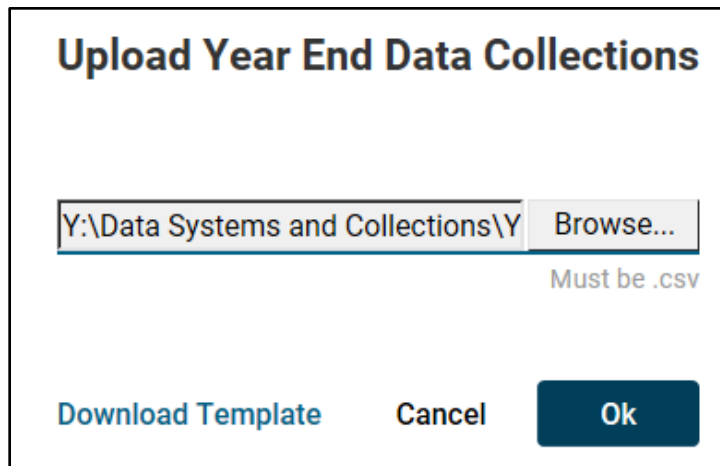 Upload Year End Data Collections
Y:\Data Systems and Collections\Y Browse...
Must be .csv
Download Template Cancel Ok